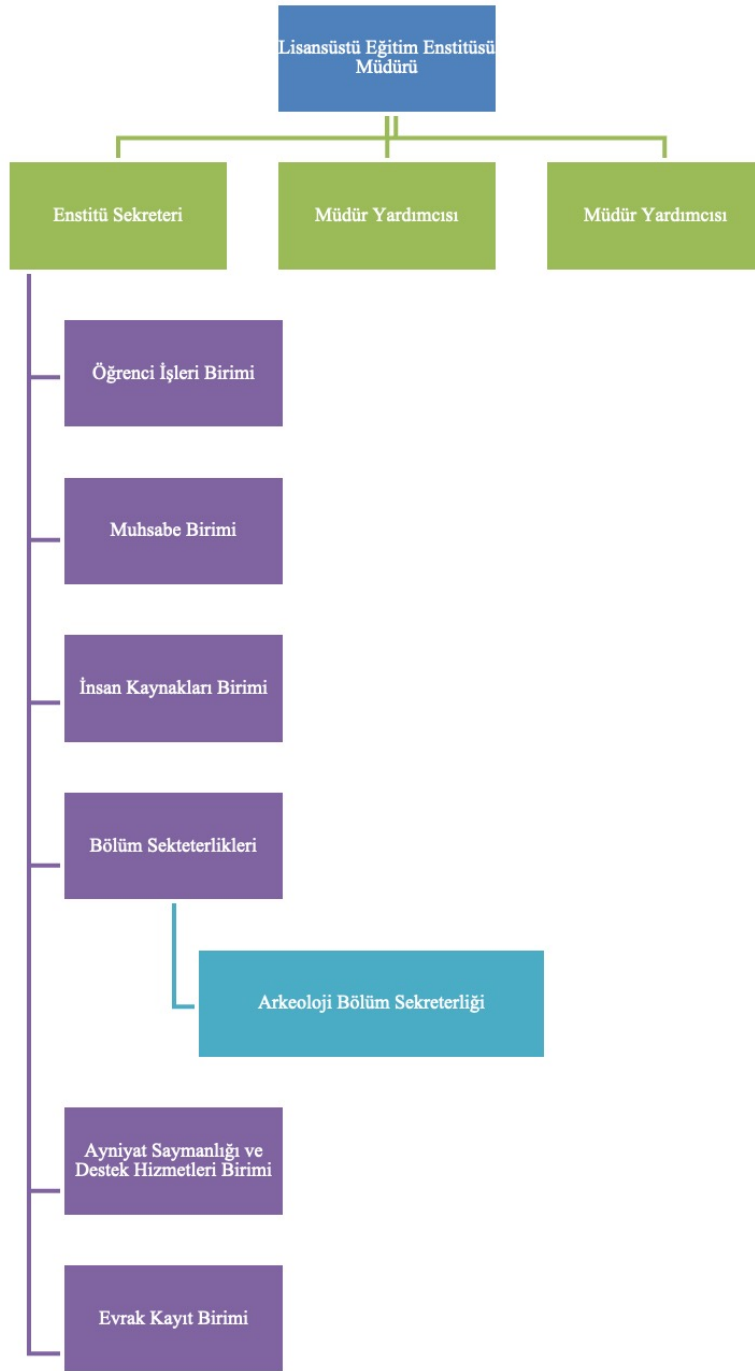 Lisansüstü Eğitim Enstitüsü
Müdürü
Enstitü Sekreteri
Müdür Yardımcısı
Müdür Yardımcısı
Öğrenci İşleri Birimi
Muhsabe Birimi
İnsan Kaynakları Birimi
Bölüm Sekteterlikleri
Arkeoloji Bölüm Sekreterliği
Ayniyat Saymanlığı ve
Destek Hizmetleri Birimi
Evrak Kayıt Birimi